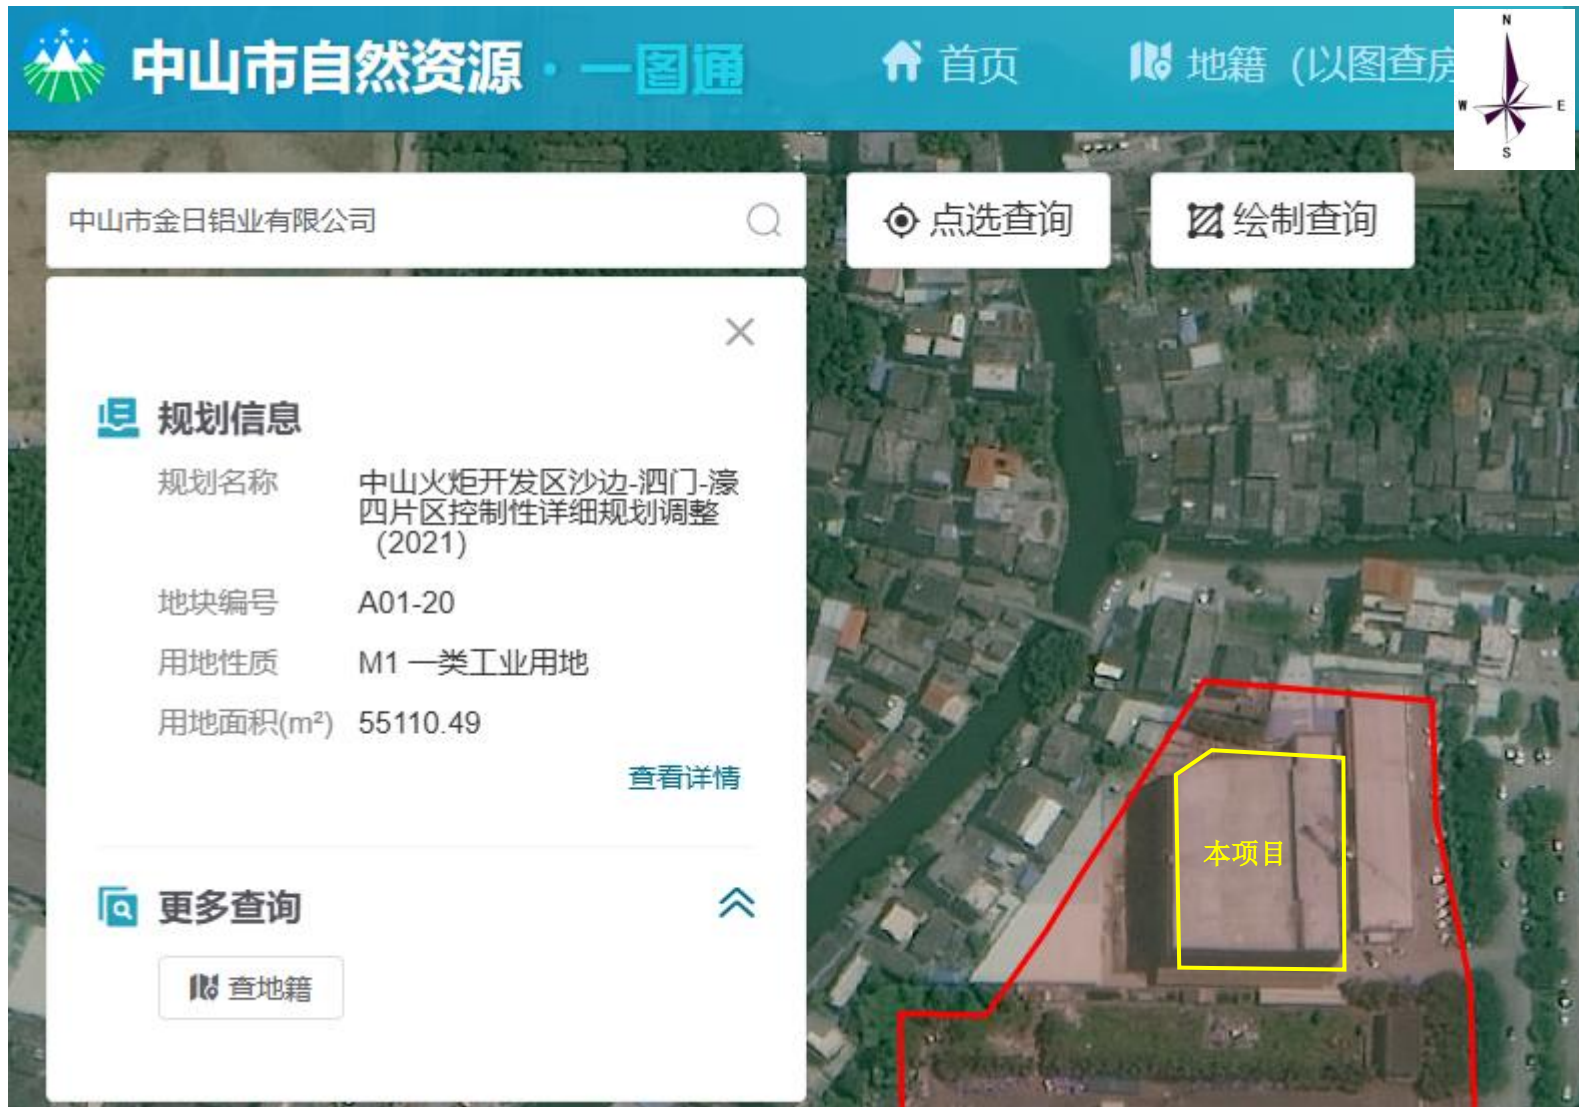 中山市自然资源·一图通
首页
地籍（以图查房
N
W
E
S
中山市金日铝业有限公司
点选查询
绘制查询
规划信息
规划名称
中山火炬开发区沙边-泗门-濠
四片区控制性详细规划调整
（2021）
地块编号
A01-20
用地性质
M1 一类工业用地
用地面积(m²)
55110.49
查看详情
更多查询
查地籍
本项目